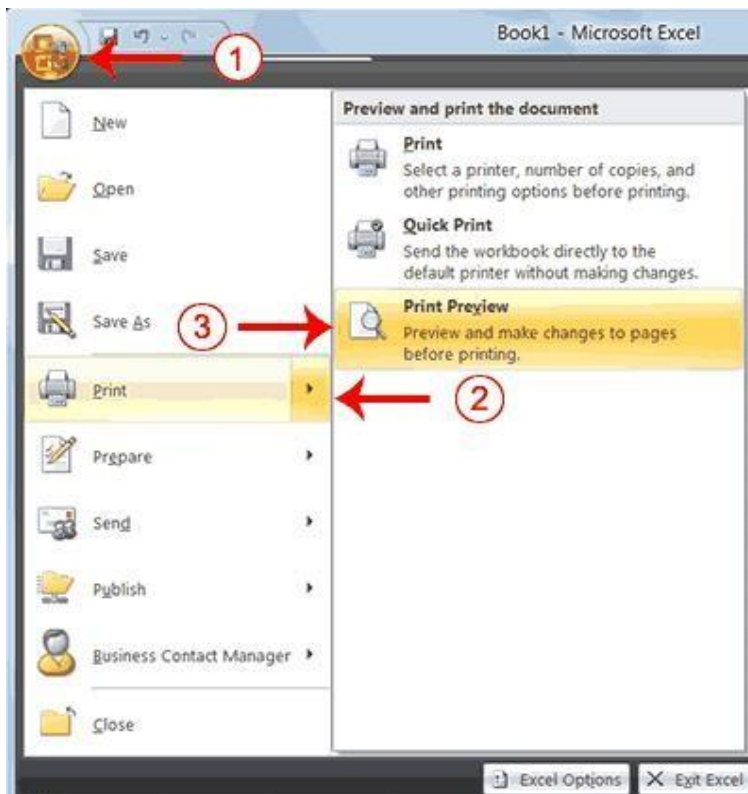 Book1 - Microsoft Excel
1
New
Open
Save
Save As
3
Print
2
Prepare
Send
Publish
Business Contact Manager
Close
Preview and print the document
Print
Select a printer, number of copies, and
other printing options before printing.
Quick Print
Send the workbook directly to the
default printer without making changes.
Print Preview
Preview and make changes to pages
before printing.
Excel Options
Exit Excel